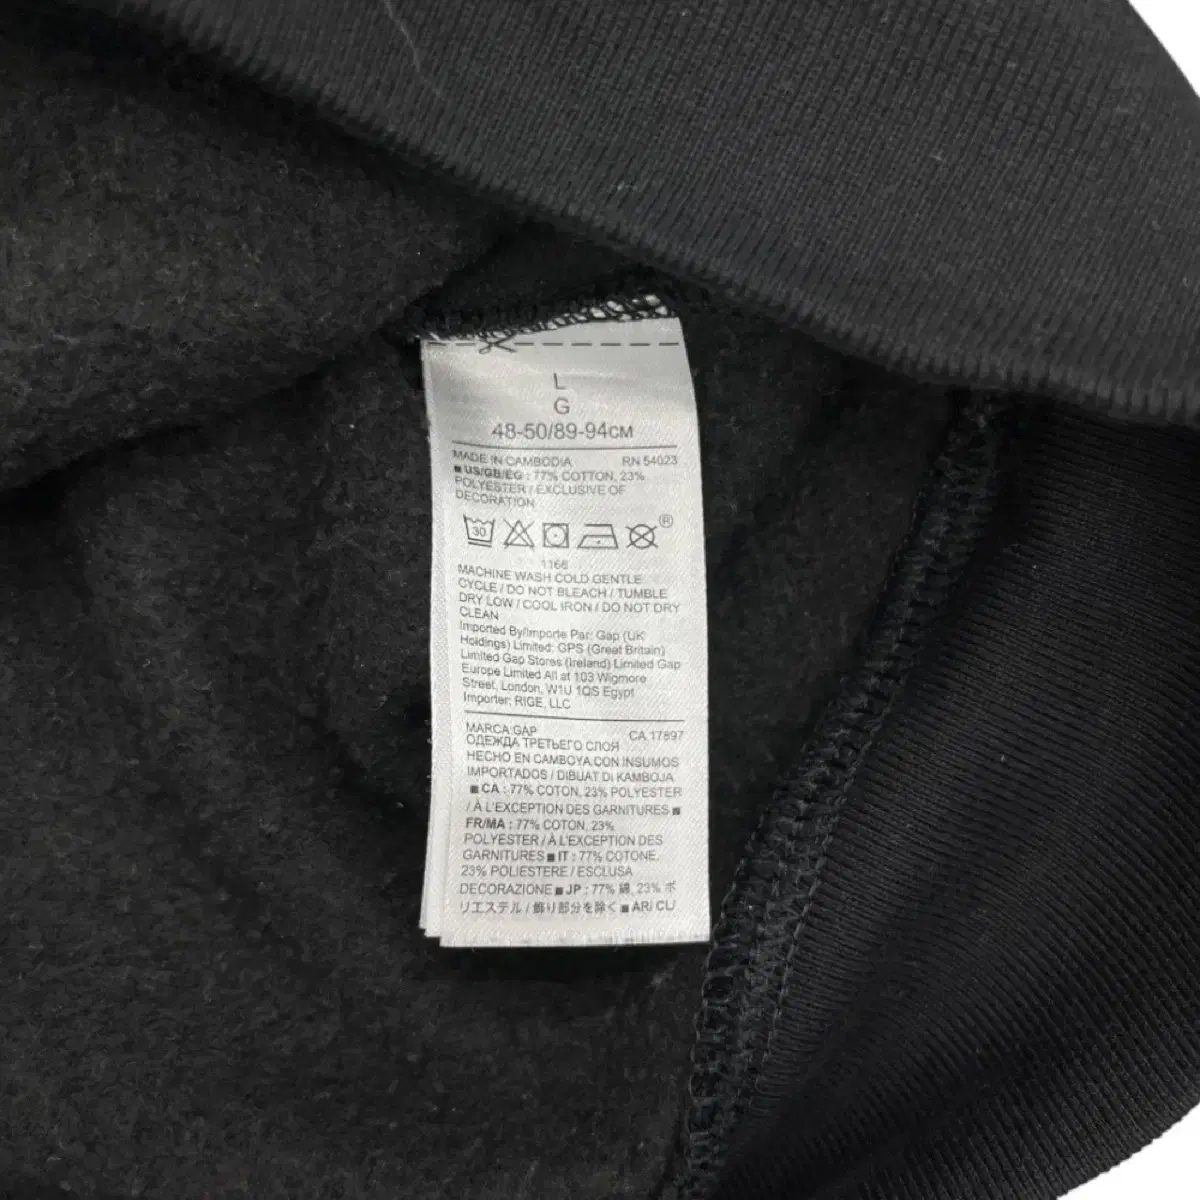 L
G
48-50/89-94CM
MADE IN CAMBODIA RN 54023
■ US/GB/EG : 77% COTTON, 23%
POLYESTER / EXCLUSIVE OF
DECORATION
30 ®
1166
MACHINE WASH COLD GENTLE
CYCLE / DO NOT BLEACH / TUMBLE
DRY LOW / COOL IRON / DO NOT DRY
CLEAN
Imported By/Importe Par: Gap (UK
Holdings) Limited: GPS (Great Britain)
Limited Gap Stores (Ireland) Limited Gap
Europe Limited All at 103 Wigmore
Street, London, W1U 1QS Egypt
Importer: RIGE, LLC
MARCA:GAP CA 17897
ОДЕЖДА ТРЕТЬЕГО СЛОЯ
HECHO EN CAMBOYA CON INSUMOS
IMPORTADOS / DIBUAT DI KAMBOJA
■ CA : 77% COTON, 23% POLYESTER
/ À L'EXCEPTION DES GARNITURES ■
FR/MA : 77% COTON, 23%
POLYESTER / À L'EXCEPTION DES
GARNITURES ■ IT : 77% COTONE,
23% POLIESTERE / ESCLUSA
DECORAZIONE ■ JP : 77% 綿, 23% ポ
リエステル / 飾り部分を除く ■ AR/ CL/